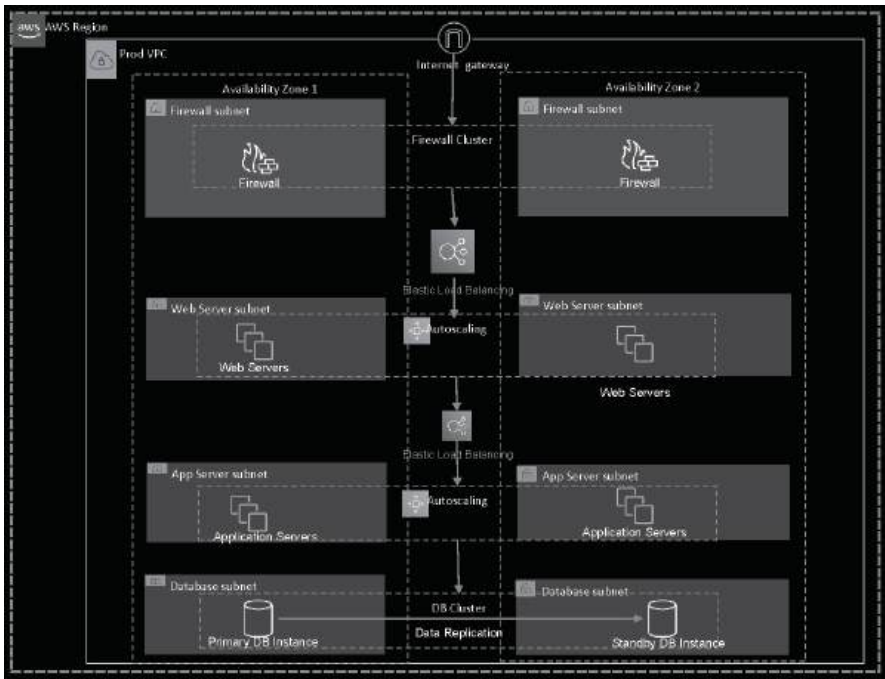 aws AWS Region
Prod VPC
Internet gateway
Availability Zone 1
Availability Zone 2
Firewall subnet
Firewall subnet
Firewall Cluster
Firewall
Firewall
Elastic Load Balancing
Web Server subnet
Web Server subnet
Autoscaling
Web Servers
Web Servers
Elastic Load Balancing
App Server subnet
App Server subnet
Autoscaling
Application Servers
Application Servers
Database subnet
Database subnet
DB Cluster
Data Replication
Primary DB Instance
Standby DB Instance